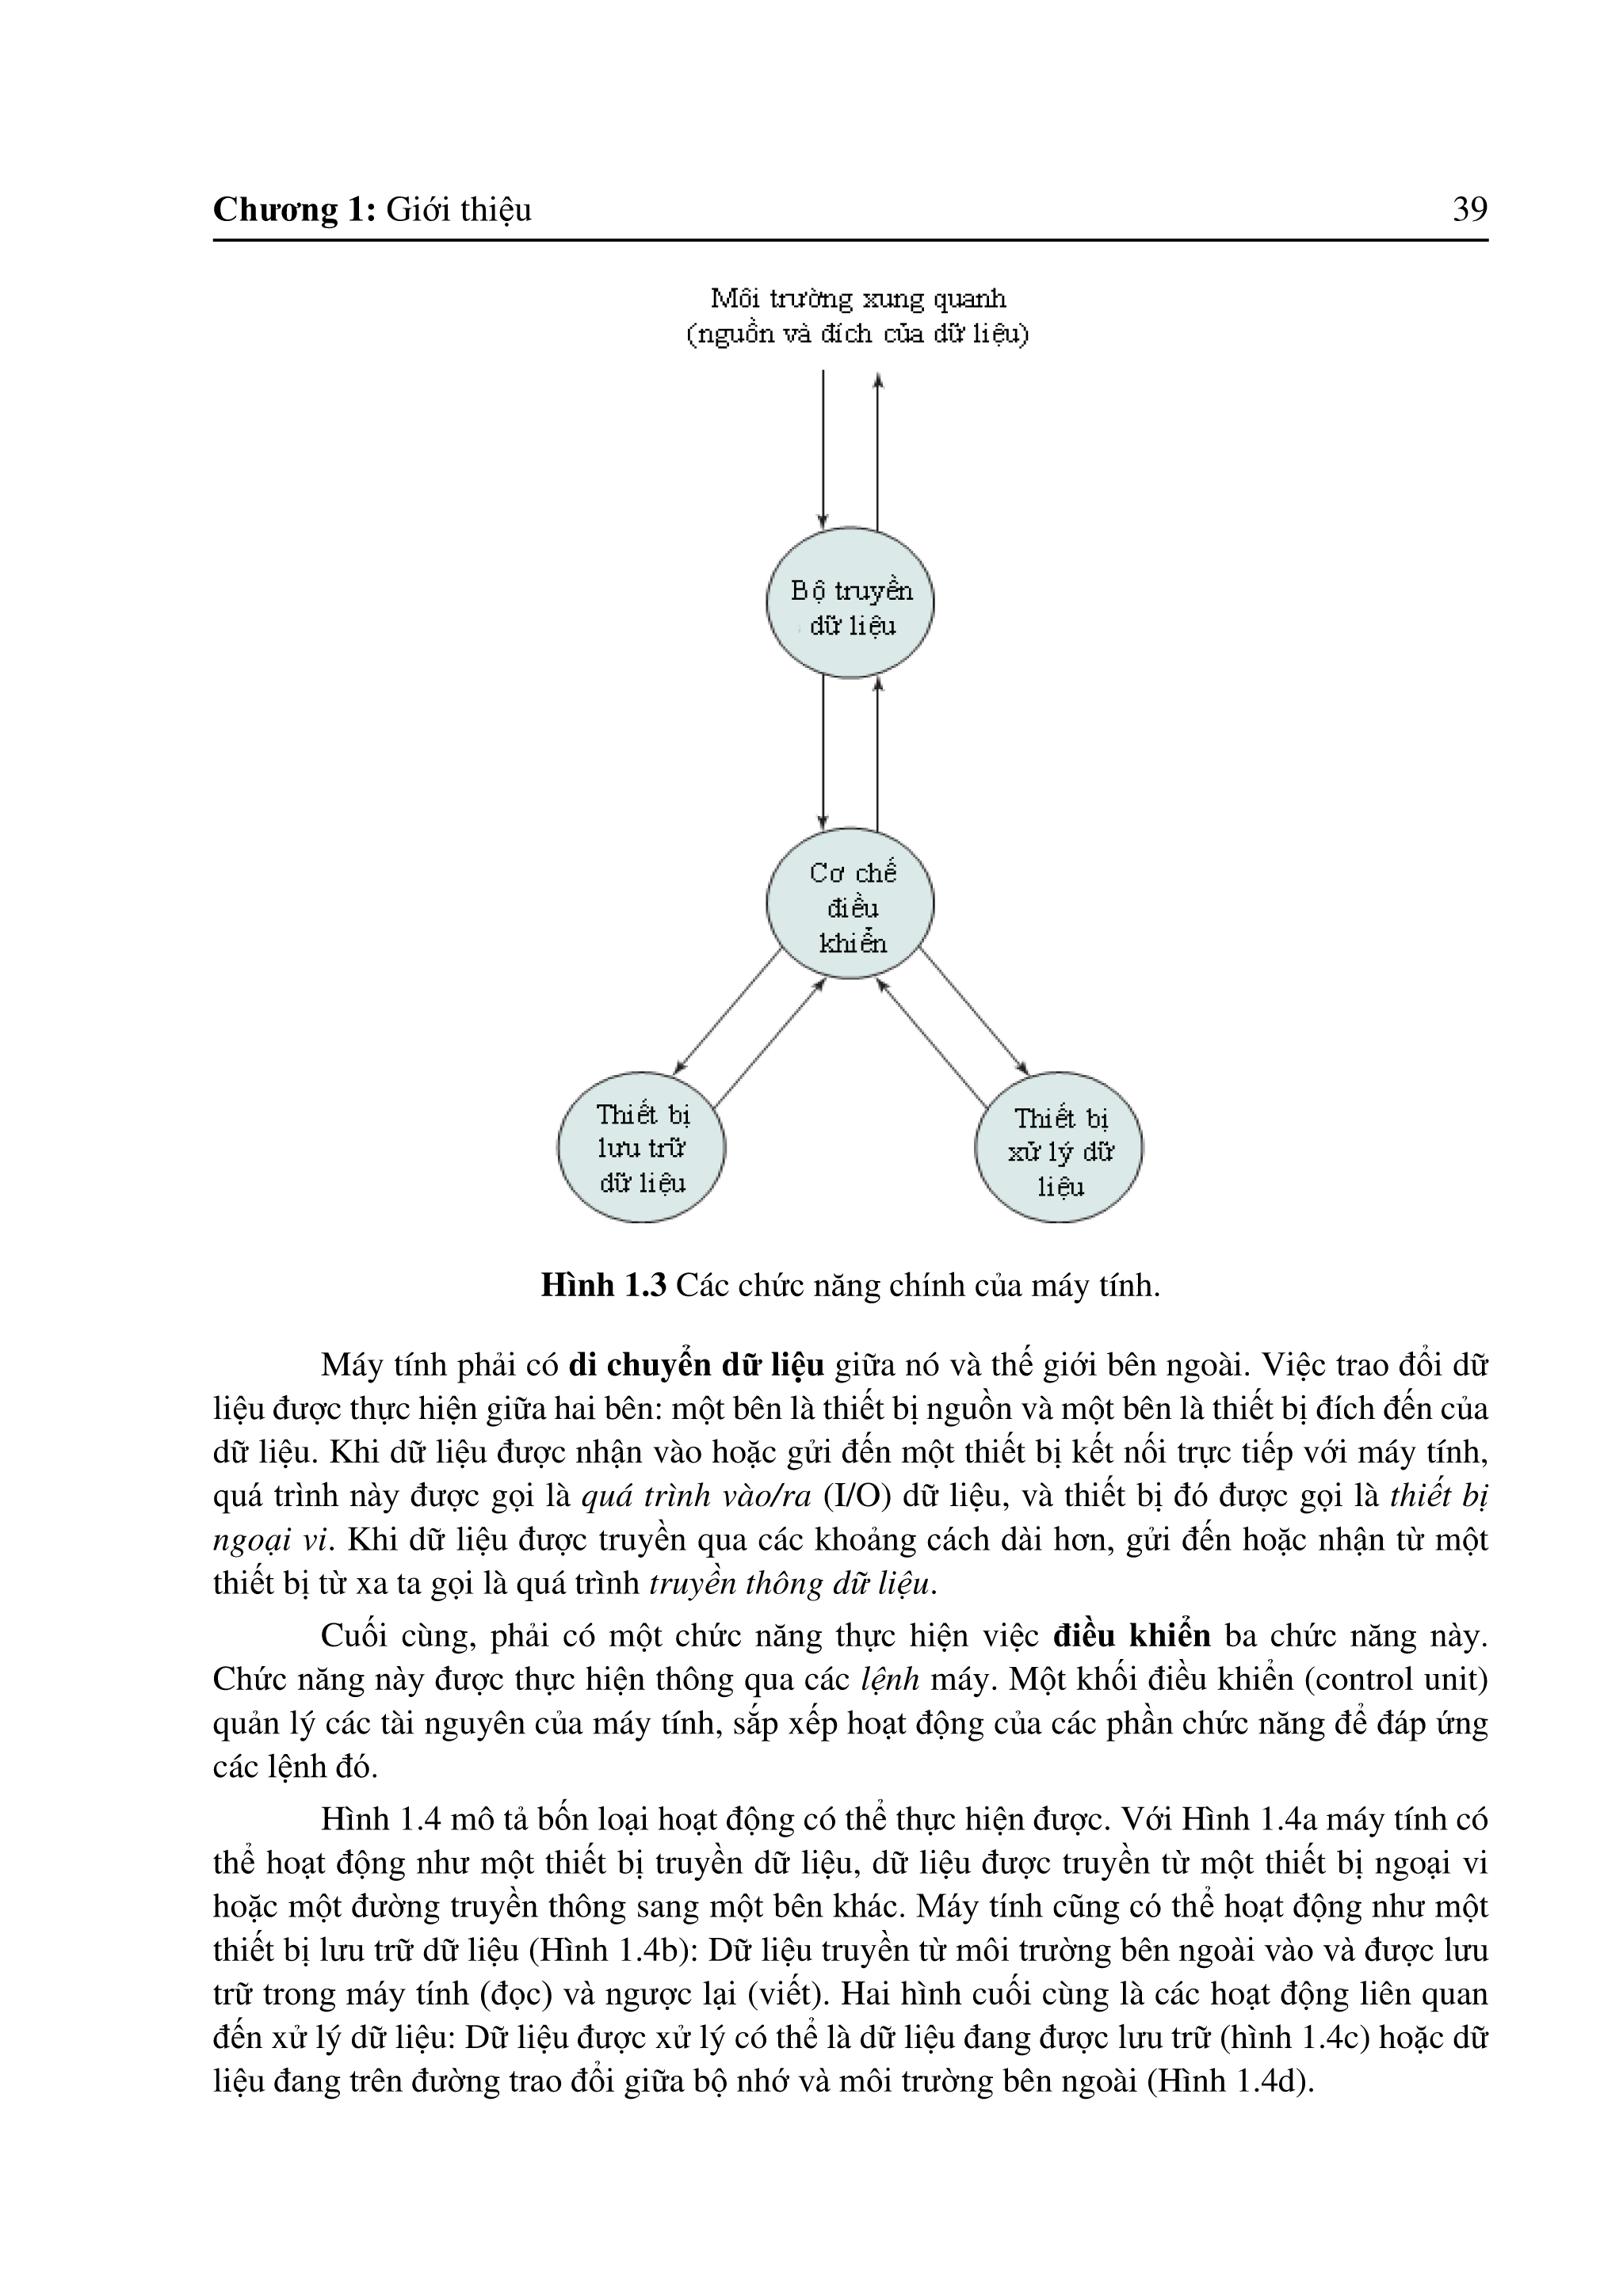 Chương 1: Giới thiệu 39
Môi trường xung quanh
(nguồn và đích của dữ liệu)
Bộ truyền
dữ liệu
Cơ chế
điều
khiển
Thiết bị
lưu trữ
dữ liệu
Thiết bị
xử lý dữ
liệu
Hình 1.3 Các chức năng chính của máy tính.
Máy tính phải có di chuyển dữ liệu giữa nó và thế giới bên ngoài. Việc trao đổi dữ
liệu được thực hiện giữa hai bên: một bên là thiết bị nguồn và một bên là thiết bị đích đến của
dữ liệu. Khi dữ liệu được nhận vào hoặc gửi đến một thiết bị kết nối trực tiếp với máy tính,
quá trình này được gọi là quá trình vào/ra (I/O) dữ liệu, và thiết bị đó được gọi là thiết bị
ngoại vi. Khi dữ liệu được truyền qua các khoảng cách dài hơn, gửi đến hoặc nhận từ một
thiết bị từ xa ta gọi là quá trình truyền thông dữ liệu.
Cuối cùng, phải có một chức năng thực hiện việc điều khiển ba chức năng này.
Chức năng này được thực hiện thông qua các lệnh máy. Một khối điều khiển (control unit)
quản lý các tài nguyên của máy tính, sắp xếp hoạt động của các phần chức năng để đáp ứng
các lệnh đó.
Hình 1.4 mô tả bốn loại hoạt động có thể thực hiện được. Với Hình 1.4a máy tính có
thể hoạt động như một thiết bị truyền dữ liệu, dữ liệu được truyền từ một thiết bị ngoại vi
hoặc một đường truyền thông sang một bên khác. Máy tính cũng có thể hoạt động như một
thiết bị lưu trữ dữ liệu (Hình 1.4b): Dữ liệu truyền từ môi trường bên ngoài vào và được lưu
trữ trong máy tính (đọc) và ngược lại (viết). Hai hình cuối cùng là các hoạt động liên quan
đến xử lý dữ liệu: Dữ liệu được xử lý có thể là dữ liệu đang được lưu trữ (hình 1.4c) hoặc dữ
liệu đang trên đường trao đổi giữa bộ nhớ và môi trường bên ngoài (Hình 1.4d).